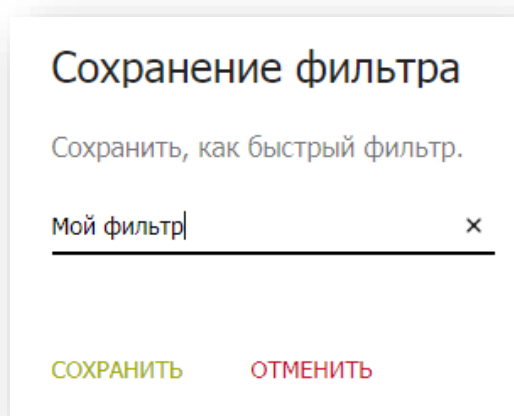 Сохранение фильтра
Сохранить, как быстрый фильтр.
Мой фильтр
СОХРАНИТЬ ОТМЕНИТЬ